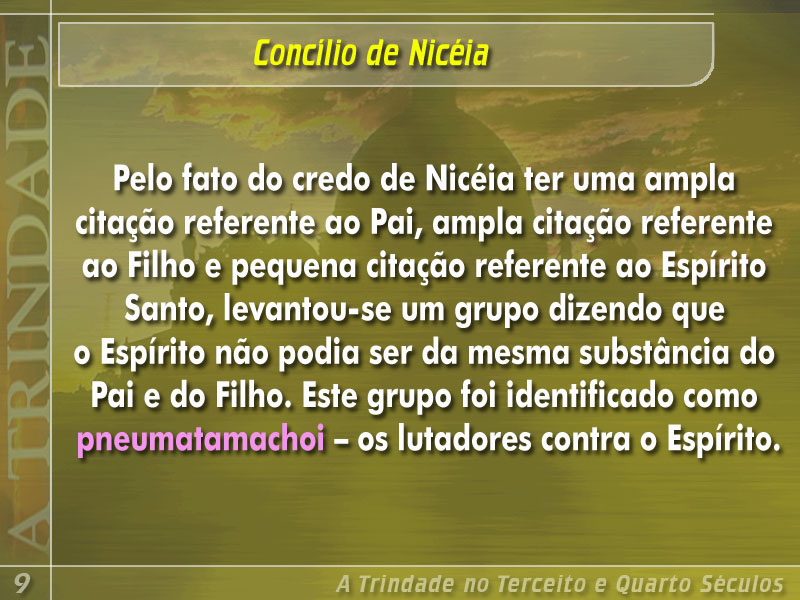 Concílio de Nicéia
A TRINDADE
Pelo fato do credo de Nicéia ter uma ampla
citação referente ao Pai, ampla citação referente
ao Filho e pequena citação referente ao Espírito
Santo, levantou-se um grupo dizendo que
o Espírito não podia ser da mesma substância do
Pai e do Filho. Este grupo foi identificado como
pneumatamachoi – os lutadores contra o Espírito.
9
A Trindade no Terceito e Quarto Séculos